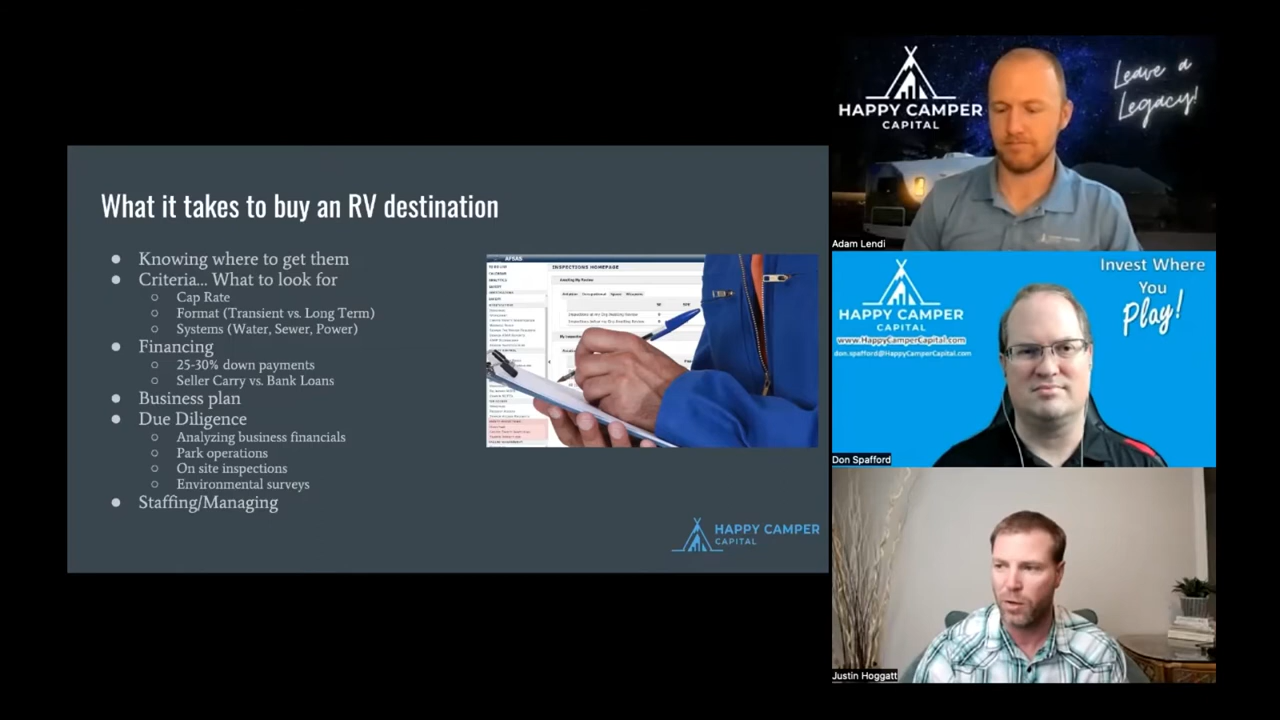 What it takes to buy an RV destination
Knowing where to get them
Criteria... What to look for
Cap Rate
Format (Transient vs. Long Term)
Systems (Water, Sewer, Power)
Financing
25-30% down payments
Seller Carry vs. Bank Loans
Business plan
Due Diligence
Analyzing business financials
Park operations
On site inspections
Environmental surveys
Staffing/Managing
AFSAS
INSPECTIONS HOMEPAGE
HAPPY CAMPER
CAPITAL
HAPPY CAMPER
CAPITAL
Leave a
Legacy!
Adam Lendi
HAPPY CAMPER
CAPITAL
www.HappyCamperCapital.com
don.spafford@HappyCamperCapital.com
Invest Where
You
Play!
Don Spafford
Justin Hoggatt